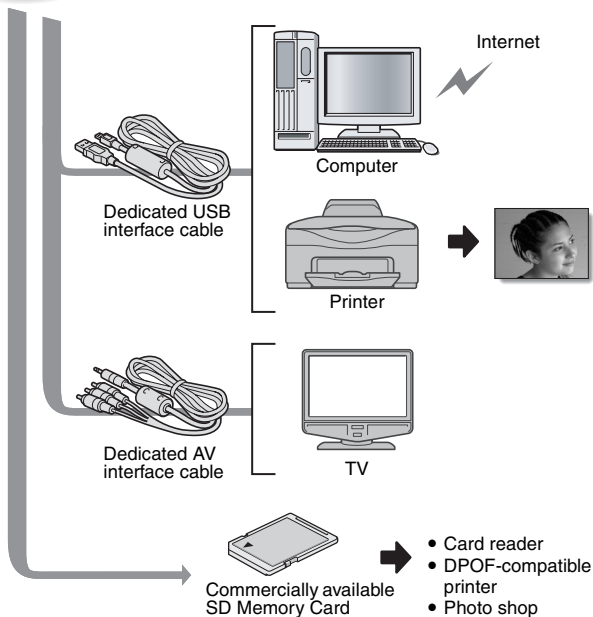 Internet
Computer
Dedicated USB
interface cable
Printer
Dedicated AV
interface cable
TV
Commercially available
SD Memory Card
• Card reader
• DPOF-compatible
printer
• Photo shop